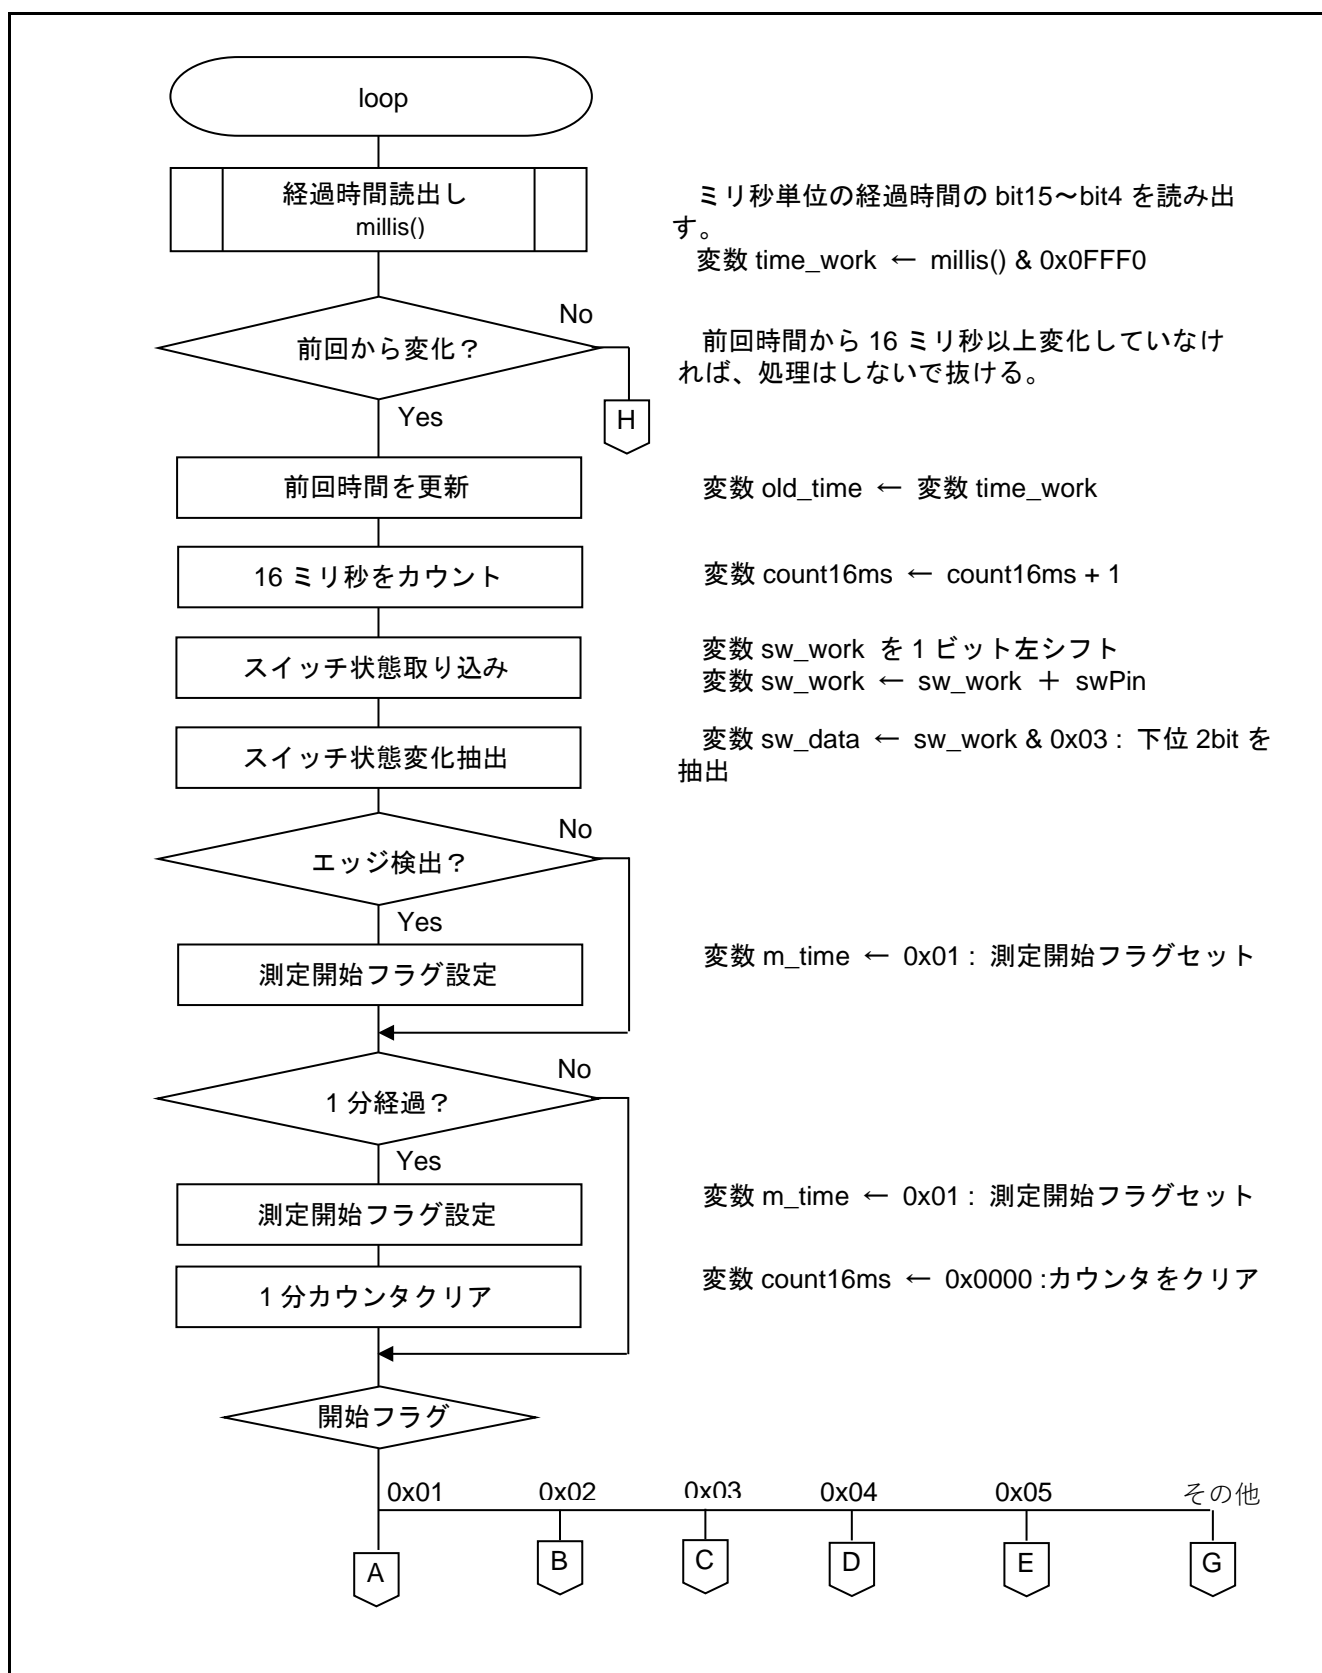 loop
経過時間読出し
millis()
ミリ秒単位の経過時間の bit15～bit4 を読み出
す。
変数 time_work ← millis() & 0x0FFF0
No
前回から変化？
前回時間から 16 ミリ秒以上変化していなけ
れば、処理はしないで抜ける。
Yes
H
前回時間を更新
変数 old_time ← 変数 time_work
16 ミリ秒をカウント
変数 count16ms ← count16ms + 1
スイッチ状態取り込み
変数 sw_work を 1 ビット左シフト
変数 sw_work ← sw_work ＋ swPin
スイッチ状態変化抽出
変数 sw_data ← sw_work & 0x03 : 下位 2bit を
抽出
No
エッジ検出？
Yes
測定開始フラグ設定
変数 m_time ← 0x01 : 測定開始フラグセット
No
1 分経過？
Yes
測定開始フラグ設定
変数 m_time ← 0x01 : 測定開始フラグセット
1 分カウンタクリア
変数 count16ms ← 0x0000 :カウンタをクリア
開始フラグ
0x01 0x02 0x03 0x04 0x05 その他
A B C D E G